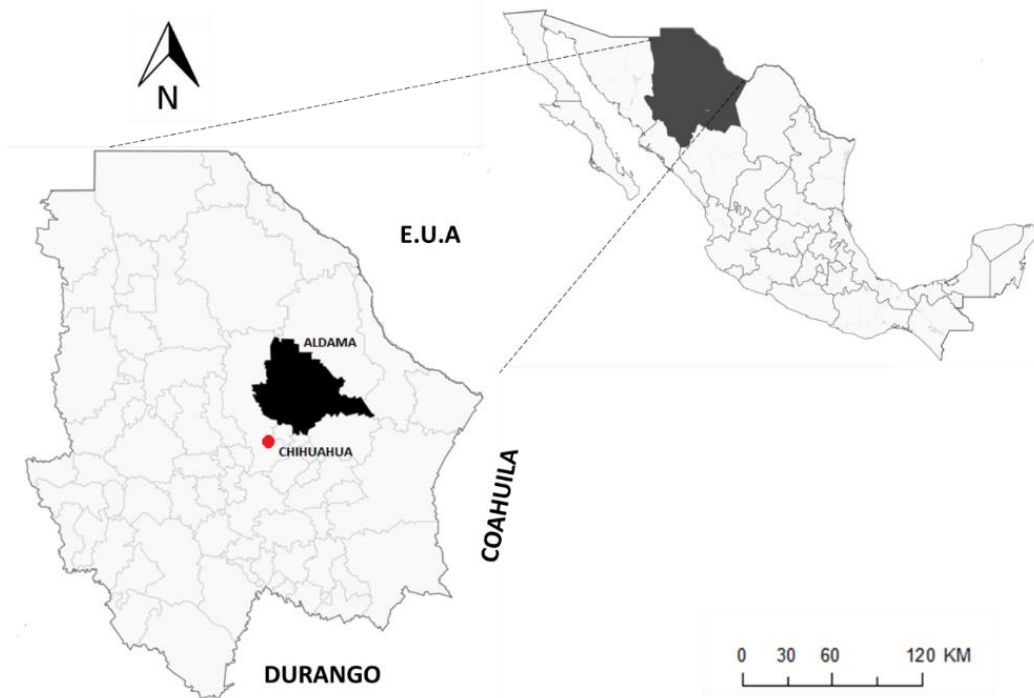 N
E.U.A
ALDAMA
CHIHUAHUA
COAHUILA
DURANGO
0 30 60 120 KM